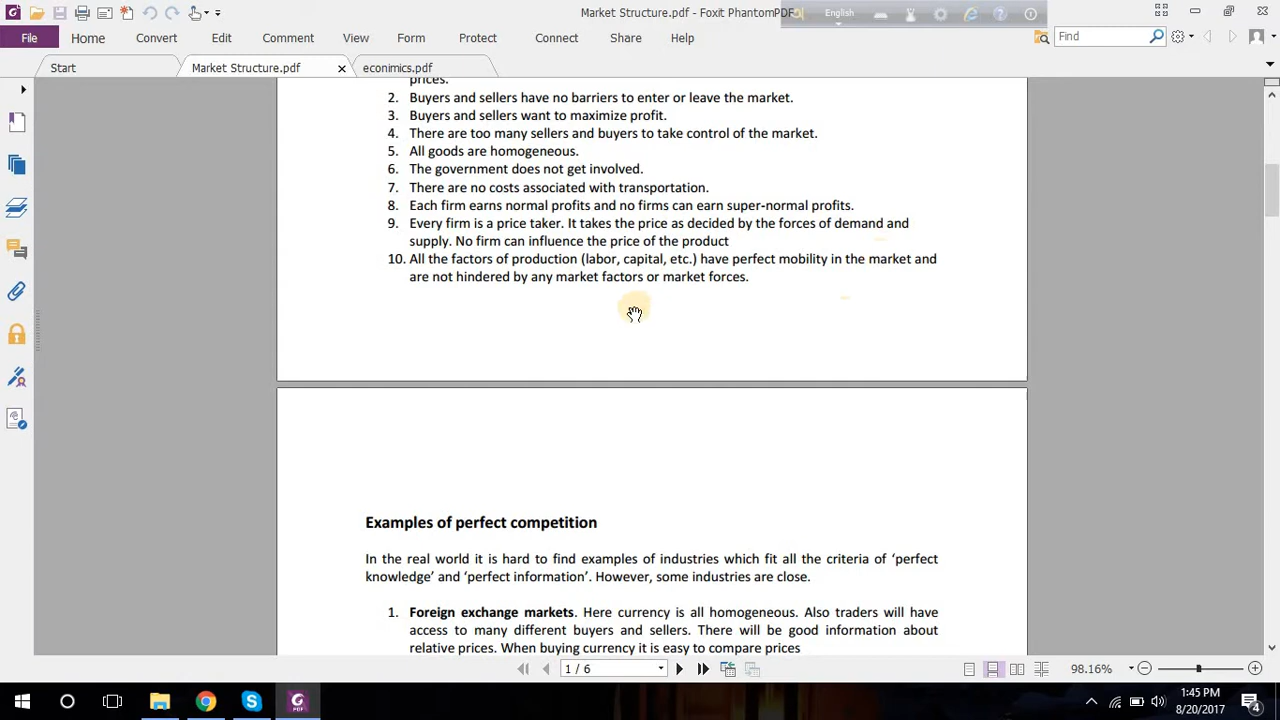 Market Structure.pdf - Foxit PhantomPDF
English
File
Home
Convert
Edit
Comment
View
Form
Protect
Connect
Share
Help
Find
Start
Market Structure.pdf
econimics.pdf
prices.
2. Buyers and sellers have no barriers to enter or leave the market.
3. Buyers and sellers want to maximize profit.
4. There are too many sellers and buyers to take control of the market.
5. All goods are homogeneous.
6. The government does not get involved.
7. There are no costs associated with transportation.
8. Each firm earns normal profits and no firms can earn super-normal profits.
9. Every firm is a price taker. It takes the price as decided by the forces of demand and
supply. No firm can influence the price of the product
10. All the factors of production (labor, capital, etc.) have perfect mobility in the market and
are not hindered by any market factors or market forces.
Examples of perfect competition
In the real world it is hard to find examples of industries which fit all the criteria of ‘perfect
knowledge’ and ‘perfect information’. However, some industries are close.
1. Foreign exchange markets. Here currency is all homogeneous. Also traders will have
access to many different buyers and sellers. There will be good information about
relative prices. When buying currency it is easy to compare prices
1 / 6
98.16%
1:45 PM
8/20/2017
4